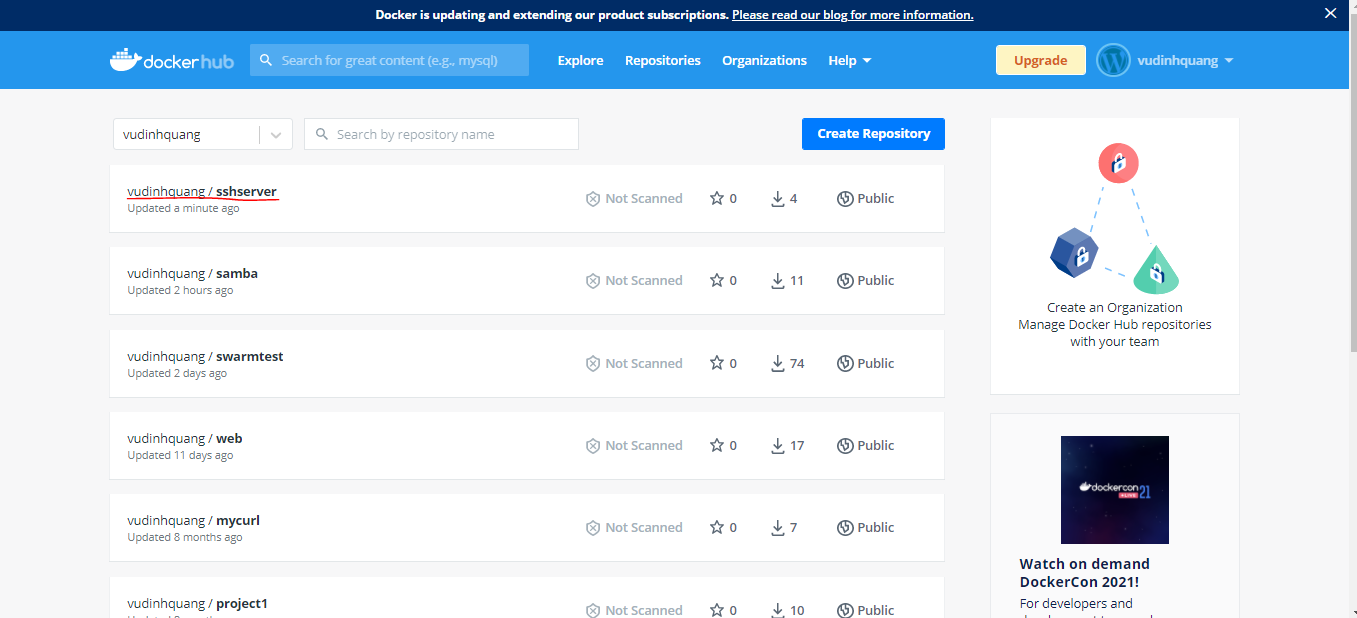 Docker is updating and extending our product subscriptions. Please read our blog for more information.
docker hub
Search for great content (e.g., mysql)
Explore
Repositories
Organizations
Help
Upgrade
vudinhquang
vudinhquang
Search by repository name
Create Repository
vudinhquang / sshserver
Updated a minute ago
Not Scanned
0
4
Public
vudinhquang / samba
Updated 2 hours ago
Not Scanned
0
11
Public
vudinhquang / swarmtest
Updated 2 days ago
Not Scanned
0
74
Public
vudinhquang / web
Updated 11 days ago
Not Scanned
0
17
Public
vudinhquang / mycurl
Updated 8 months ago
Not Scanned
0
7
Public
vudinhquang / project1
Not Scanned
0
10
Public
Create an Organization
Manage Docker Hub repositories
with your team
dockercon
LIVE 21
Watch on demand
DockerCon 2021!
For developers and